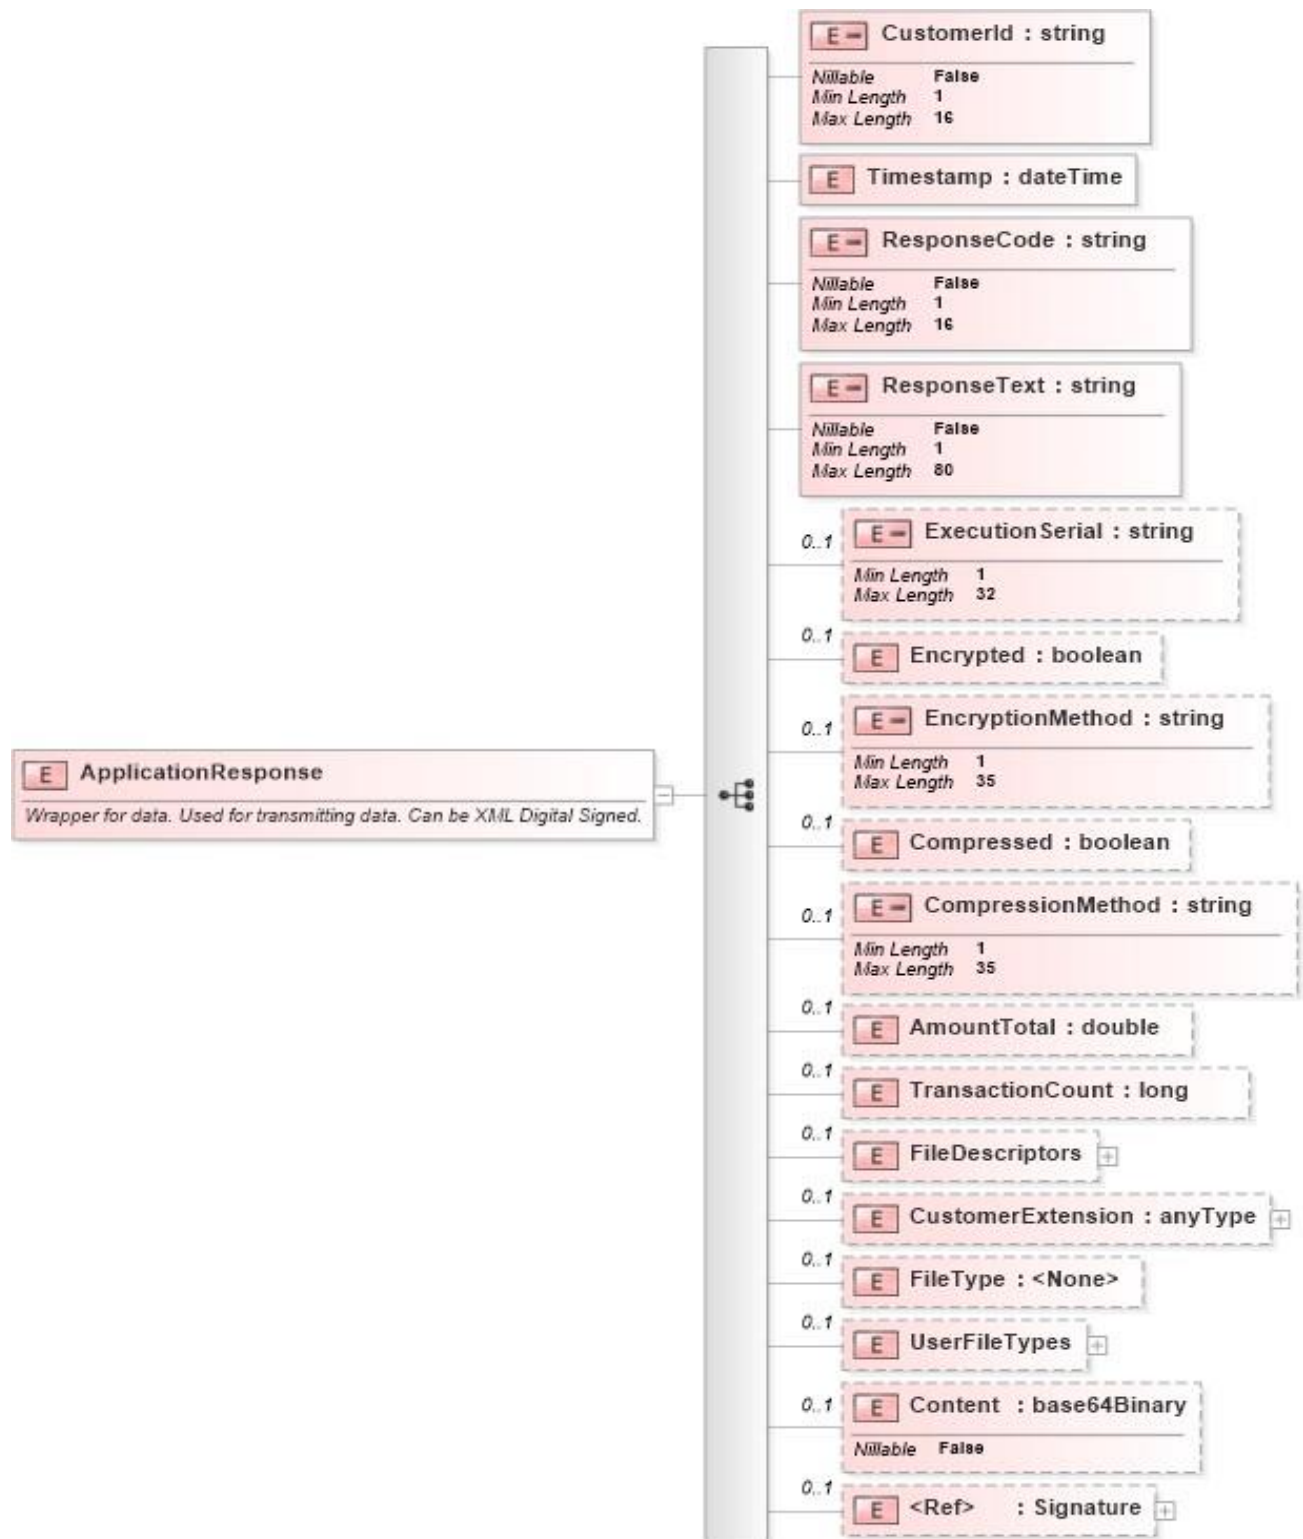 E CustomerId : string
Nillable False
Min Length 1
Max Length 16
E Timestamp : dateTime
E ResponseCode : string
Nillable False
Min Length 1
Max Length 16
E ResponseText : string
Nillable False
Min Length 1
Max Length 80
0..1 E ExecutionSerial : string
Min Length 1
Max Length 32
0..1 E Encrypted : boolean
0..1 E EncryptionMethod : string
Min Length 1
Max Length 35
E ApplicationResponse
Wrapper for data. Used for transmitting data. Can be XML Digital Signed.
0..1 E Compressed : boolean
0..1 E CompressionMethod : string
Min Length 1
Max Length 35
0..1 E AmountTotal : double
0..1 E TransactionCount : long
0..1 E FileDescriptors
0..1 E CustomerExtension : anyType
0..1 E FileType : <None>
0..1 E UserFileTypes
0..1 E Content : base64Binary
Nillable False
0..1 E <Ref> : Signature